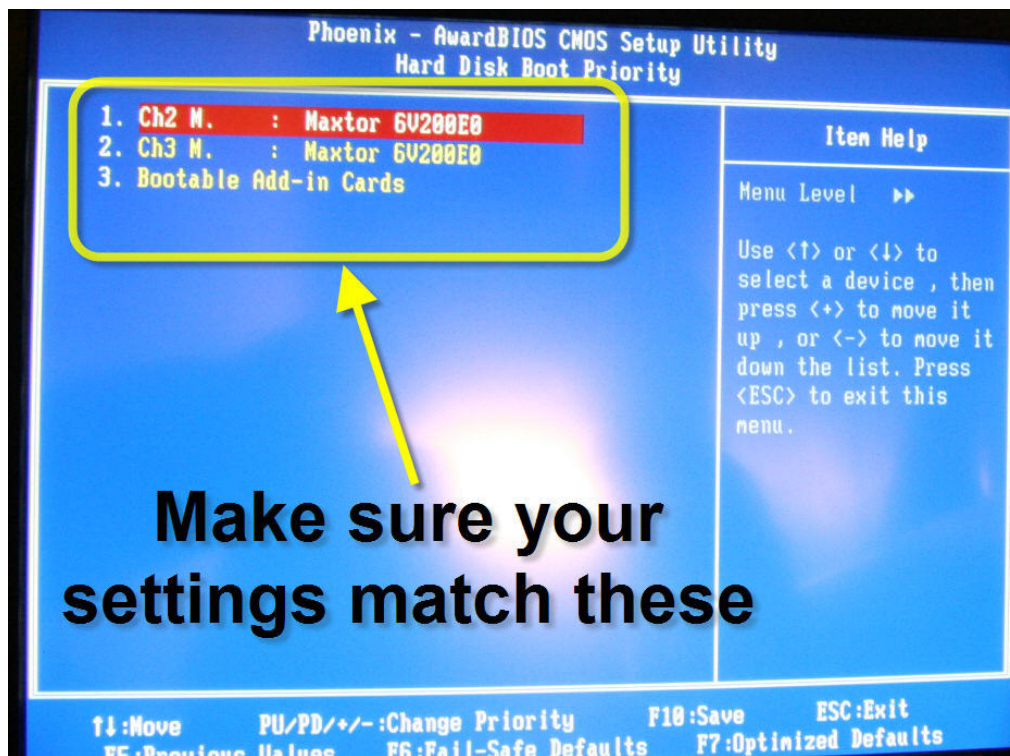 Phoenix - AwardBIOS CMOS Setup Utility
Hard Disk Boot Priority
1. Ch2 M. : Maxtor 6V200E0
2. Ch3 M. : Maxtor 6V200E0
3. Bootable Add-in Cards
Item Help
Menu Level ▶▶
Use <↑> or <↓> to
select a device , then
press <+> to move it
up , or <-> to move it
down the list. Press
<ESC> to exit this
menu.
Make sure your
settings match these
↑↓:Move PU/PD/+/-:Change Priority F10:Save ESC:Exit
F5:Previous Values F6:Fail-Safe Defaults F7:Optimized Defaults